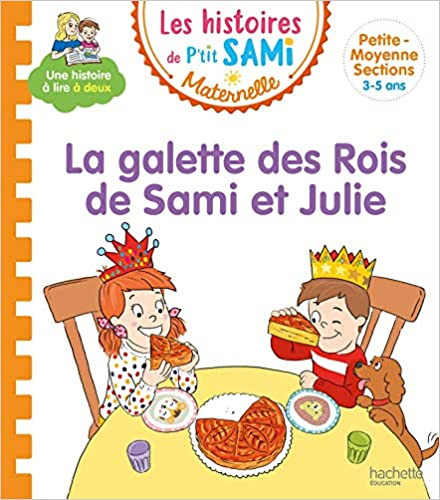 Une histoire
à lire à deux
Les histoires
de P'tit SAMi
Maternelle
Petite -
Moyenne
Sections
3-5 ans
La galette des Rois
de Sami et Julie
hachette
ÉDUCATION